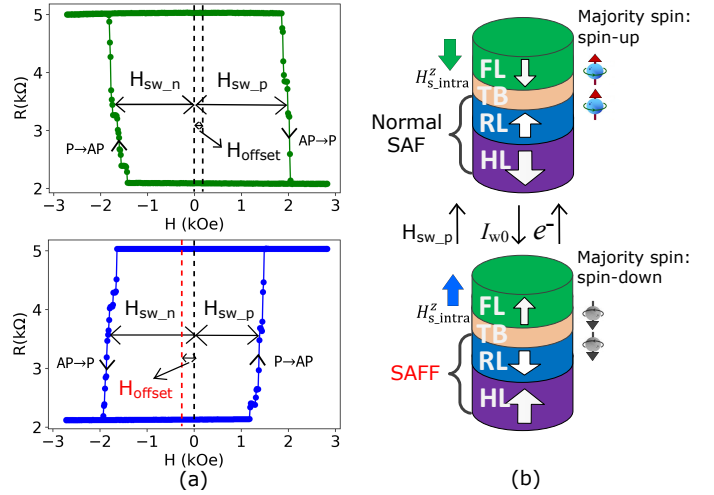 5
4
3
2
R(kΩ)
H_sw_n
H_sw_p
P→AP
AP→P
H_offset
−3 −2 −1 0 1 2 3
H (kOe)
5
4
3
2
R(kΩ)
H_sw_n
H_sw_p
AP→P
P→AP
H_offset
−3 −2 −1 0 1 2 3
H (kOe)
(a)
Majority spin:
spin-up
H^z_s_intra
FL
TB
RL
HL
Normal
SAF
H_sw_p
I_w0
e^-
Majority spin:
spin-down
H^z_s_intra
FL
TB
RL
HL
SAFF
(b)